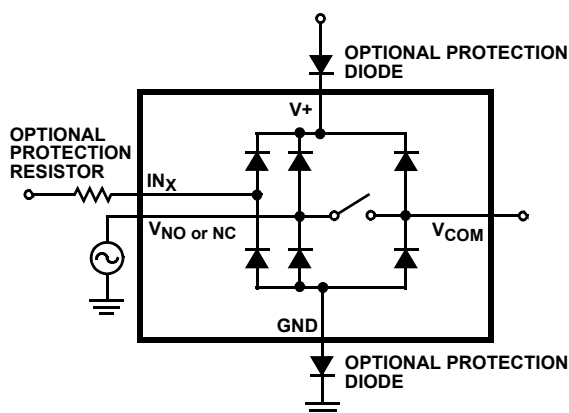 OPTIONAL PROTECTION
DIODE
V+
OPTIONAL
PROTECTION
RESISTOR
INX
VNO or NC
VCOM
GND
OPTIONAL PROTECTION
DIODE